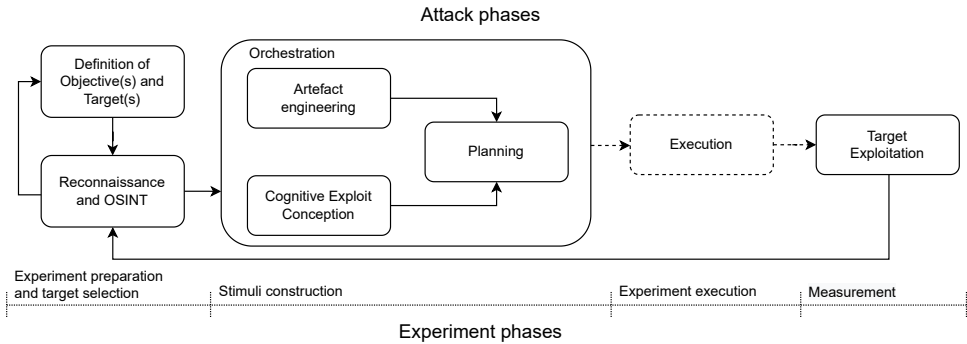 Attack phases
Definition of
Objective(s) and
Target(s)
Reconnaissance
and OSINT
Orchestration
Artefact
engineering
Cognitive Exploit
Conception
Planning
Execution
Target
Exploitation
Experiment preparation
and target selection
Stimuli construction
Experiment execution
Measurement
Experiment phases